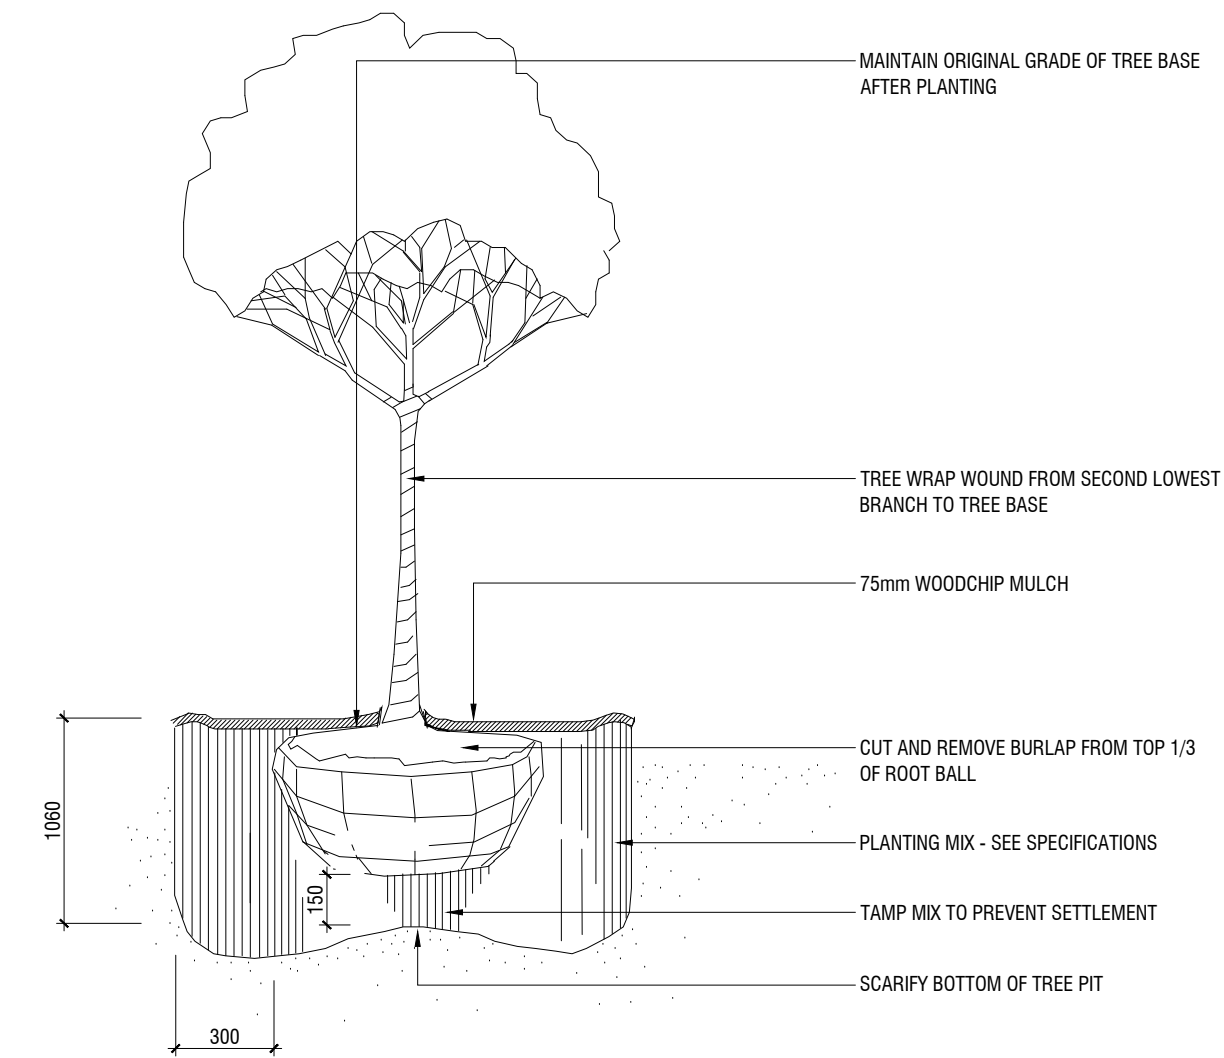 MAINTAIN ORIGINAL GRADE OF TREE BASE
AFTER PLANTING
TREE WRAP WOUND FROM SECOND LOWEST
BRANCH TO TREE BASE
75mm WOODCHIP MULCH
CUT AND REMOVE BURLAP FROM TOP 1/3
OF ROOT BALL
PLANTING MIX - SEE SPECIFICATIONS
TAMP MIX TO PREVENT SETTLEMENT
SCARIFY BOTTOM OF TREE PIT
1060
150
300